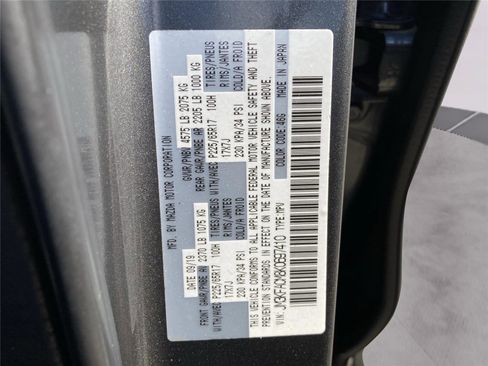 MFD. BY MAZDA MOTOR CORPORATION
DATE: 09/19 GVWR/PNBV 4575 LB 2075 KG
FRONT GAWR/PNBE AV 2370 LB 1075 KG REAR GAWR/PNBE AR 2205 LB 1000 KG
WITH/AVEC P225/65R17 100H TIRES/PNEUS WITH/AVEC P225/65R17 100H TIRES/PNEUS
17X7J RIMS/JANTES 17X7J RIMS/JANTES
230 KPA/34 PSI COLD/A FROID 230 KPA/34 PSI COLD/A FROID
THIS VEHICLE CONFORMS TO ALL APPLICABLE FEDERAL MOTOR VEHICLE SAFETY AND THEFT
PREVENTION STANDARDS IN EFFECT ON THE DATE OF MANUFACTURE SHOWN ABOVE.
VIN: TYPE:MPV COLOR CODE:46G MADE IN JAPAN